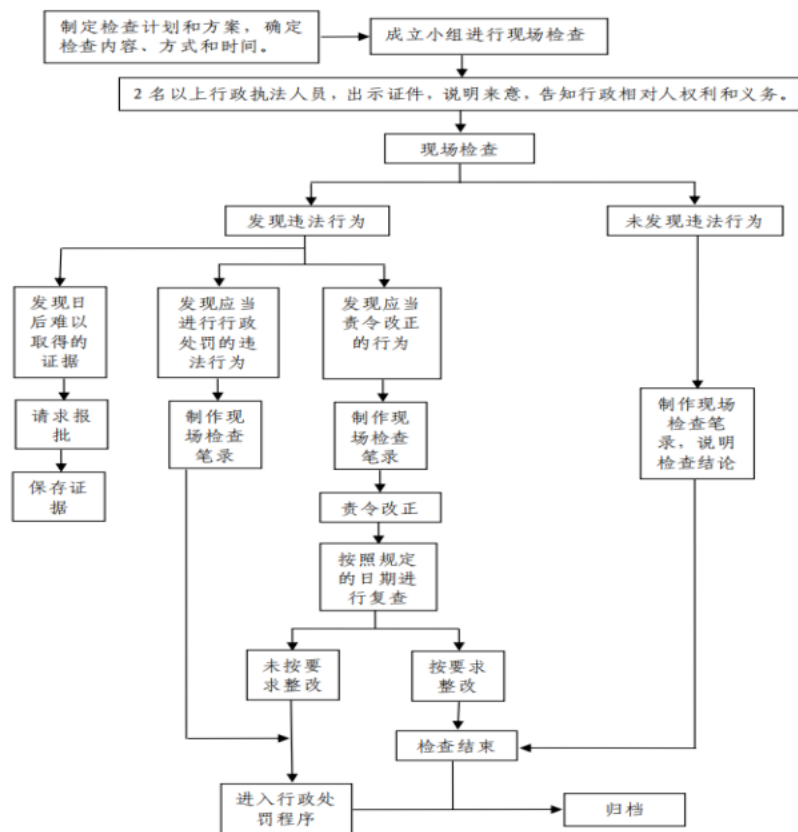 制定检查计划和方案，确定
检查内容、方式和时间。
成立小组进行现场检查
2 名以上行政执法人员，出示证件，说明来意，告知行政相对人权利和义务。
现场检查
发现违法行为
未发现违法行为
发现日
后难以
取得的
证据
发现应当
进行行政
处罚的违
法行为
发现应当
责令改正
的行为
请求报
批
制作现
场检查
笔录
制作现
场检查
笔录
制作现场
检查笔
录，说明
检查结论
保存证
据
责令改正
按照规定
的日期进
行复查
未按要
求整改
按要求
整改
检查结束
进入行政处
罚程序
归档